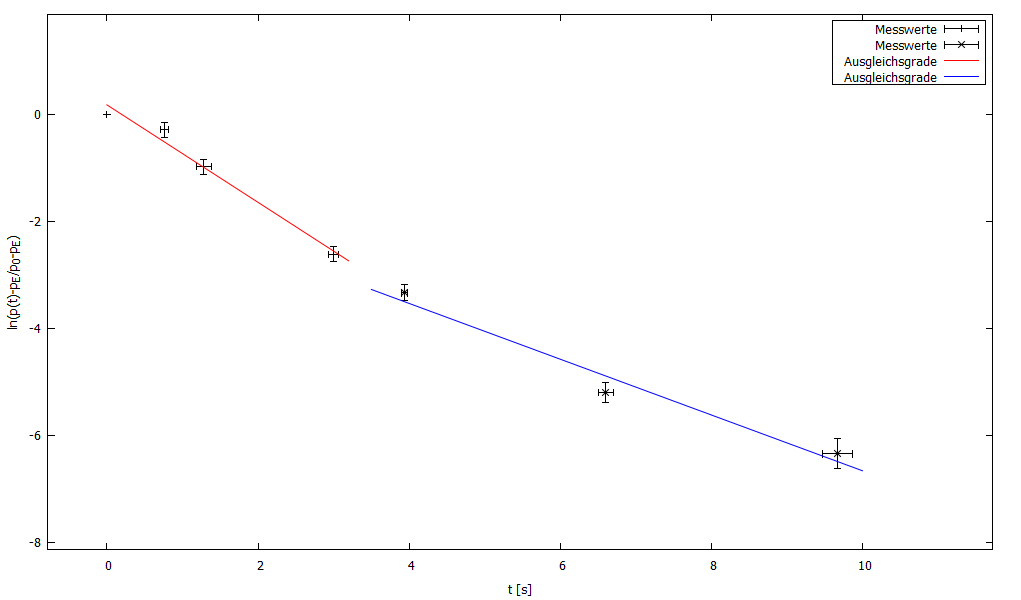 Messwerte
Messwerte
Ausgleichsgrade
Ausgleichsgrade
0
-2
-4
-6
-8
ln(p(t)-pE/p0-pE)
0 2 4 6 8 10
t [s]